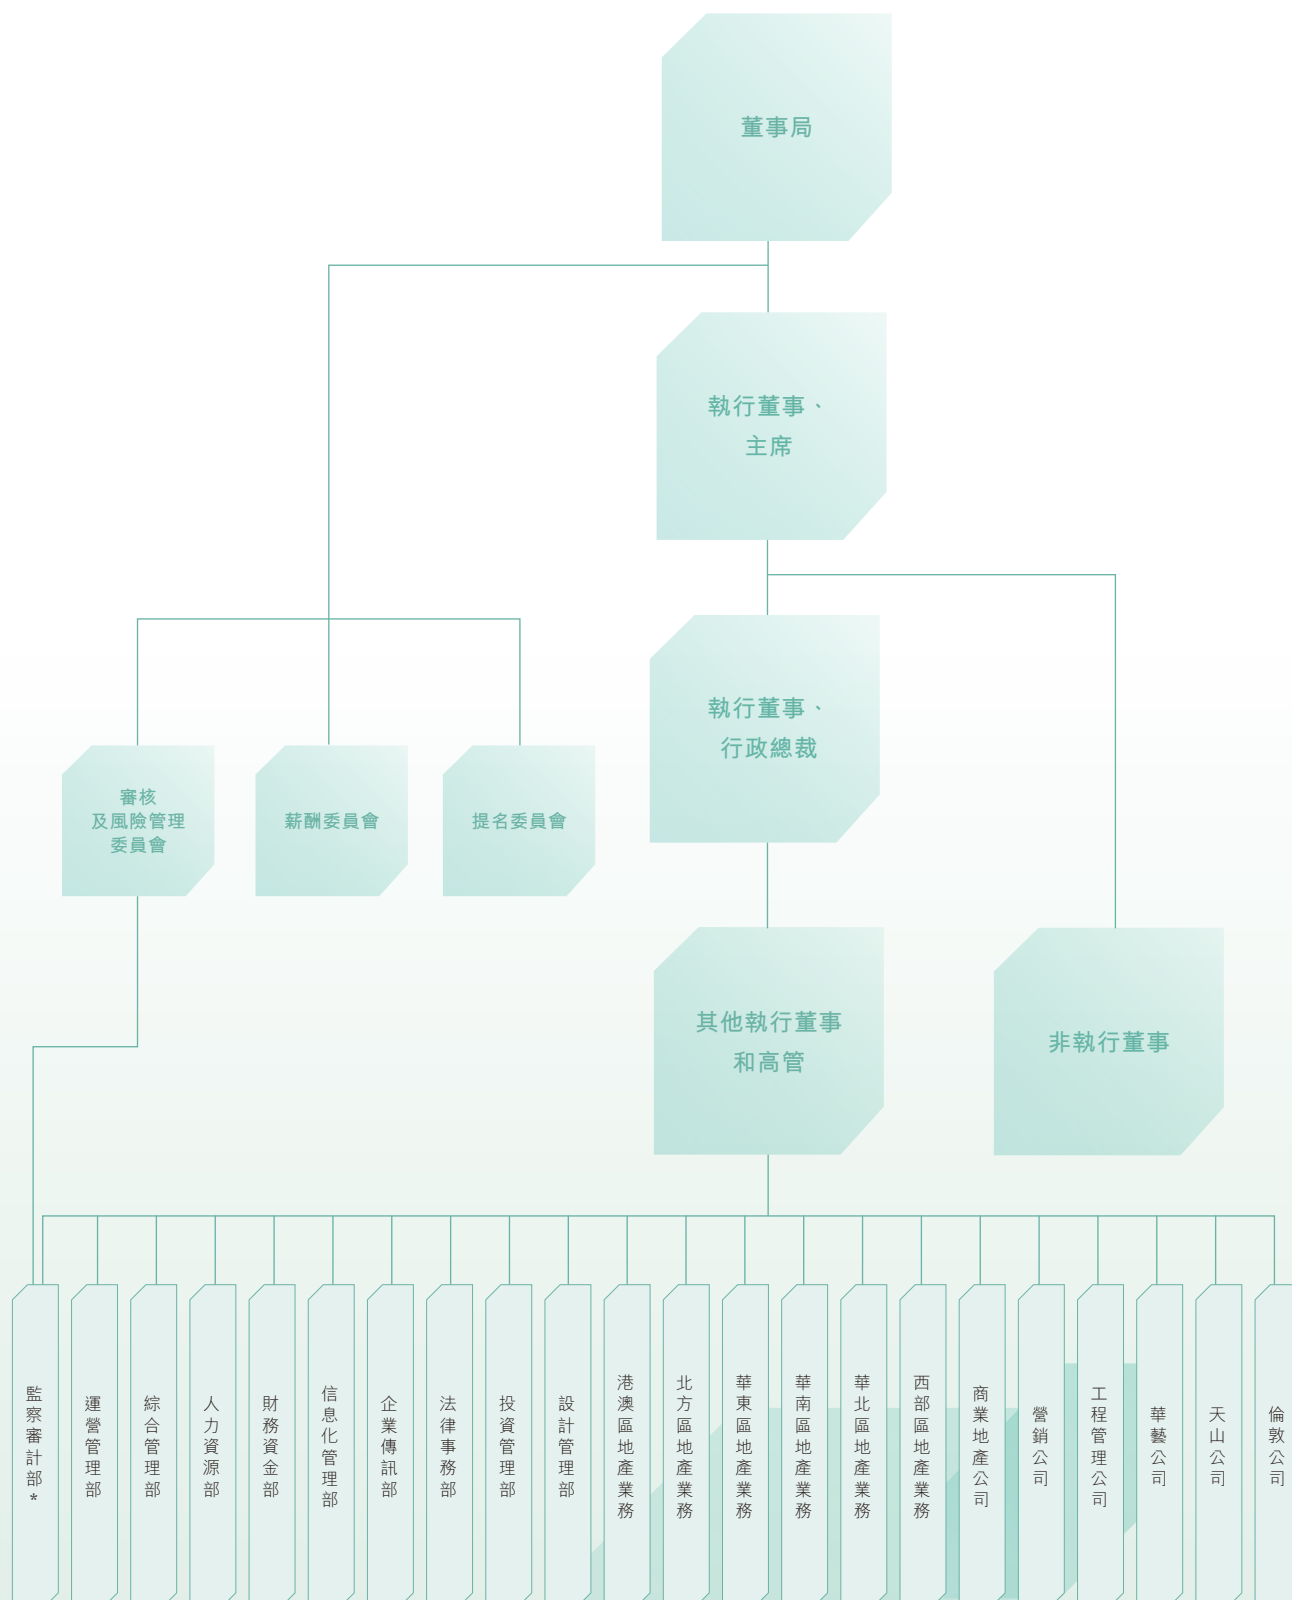 董事局
執行董事、
主席
執行董事、
行政總裁
審核
及風險管理
委員會
薪酬委員會
提名委員會
其他執行董事
和高管
非執行董事
監察審計部*
運營管理部
綜合管理部
人力資源部
財務資金部
信息化管理部
企業傳訊部
法律事務部
投資管理部
設計管理部
港澳區地產業務
北方區地產業務
華東區地產業務
華南區地產業務
華北區地產業務
西部區地產業務
商業地產公司
營銷公司
工程管理公司
華藝公司
天山公司
倫敦公司